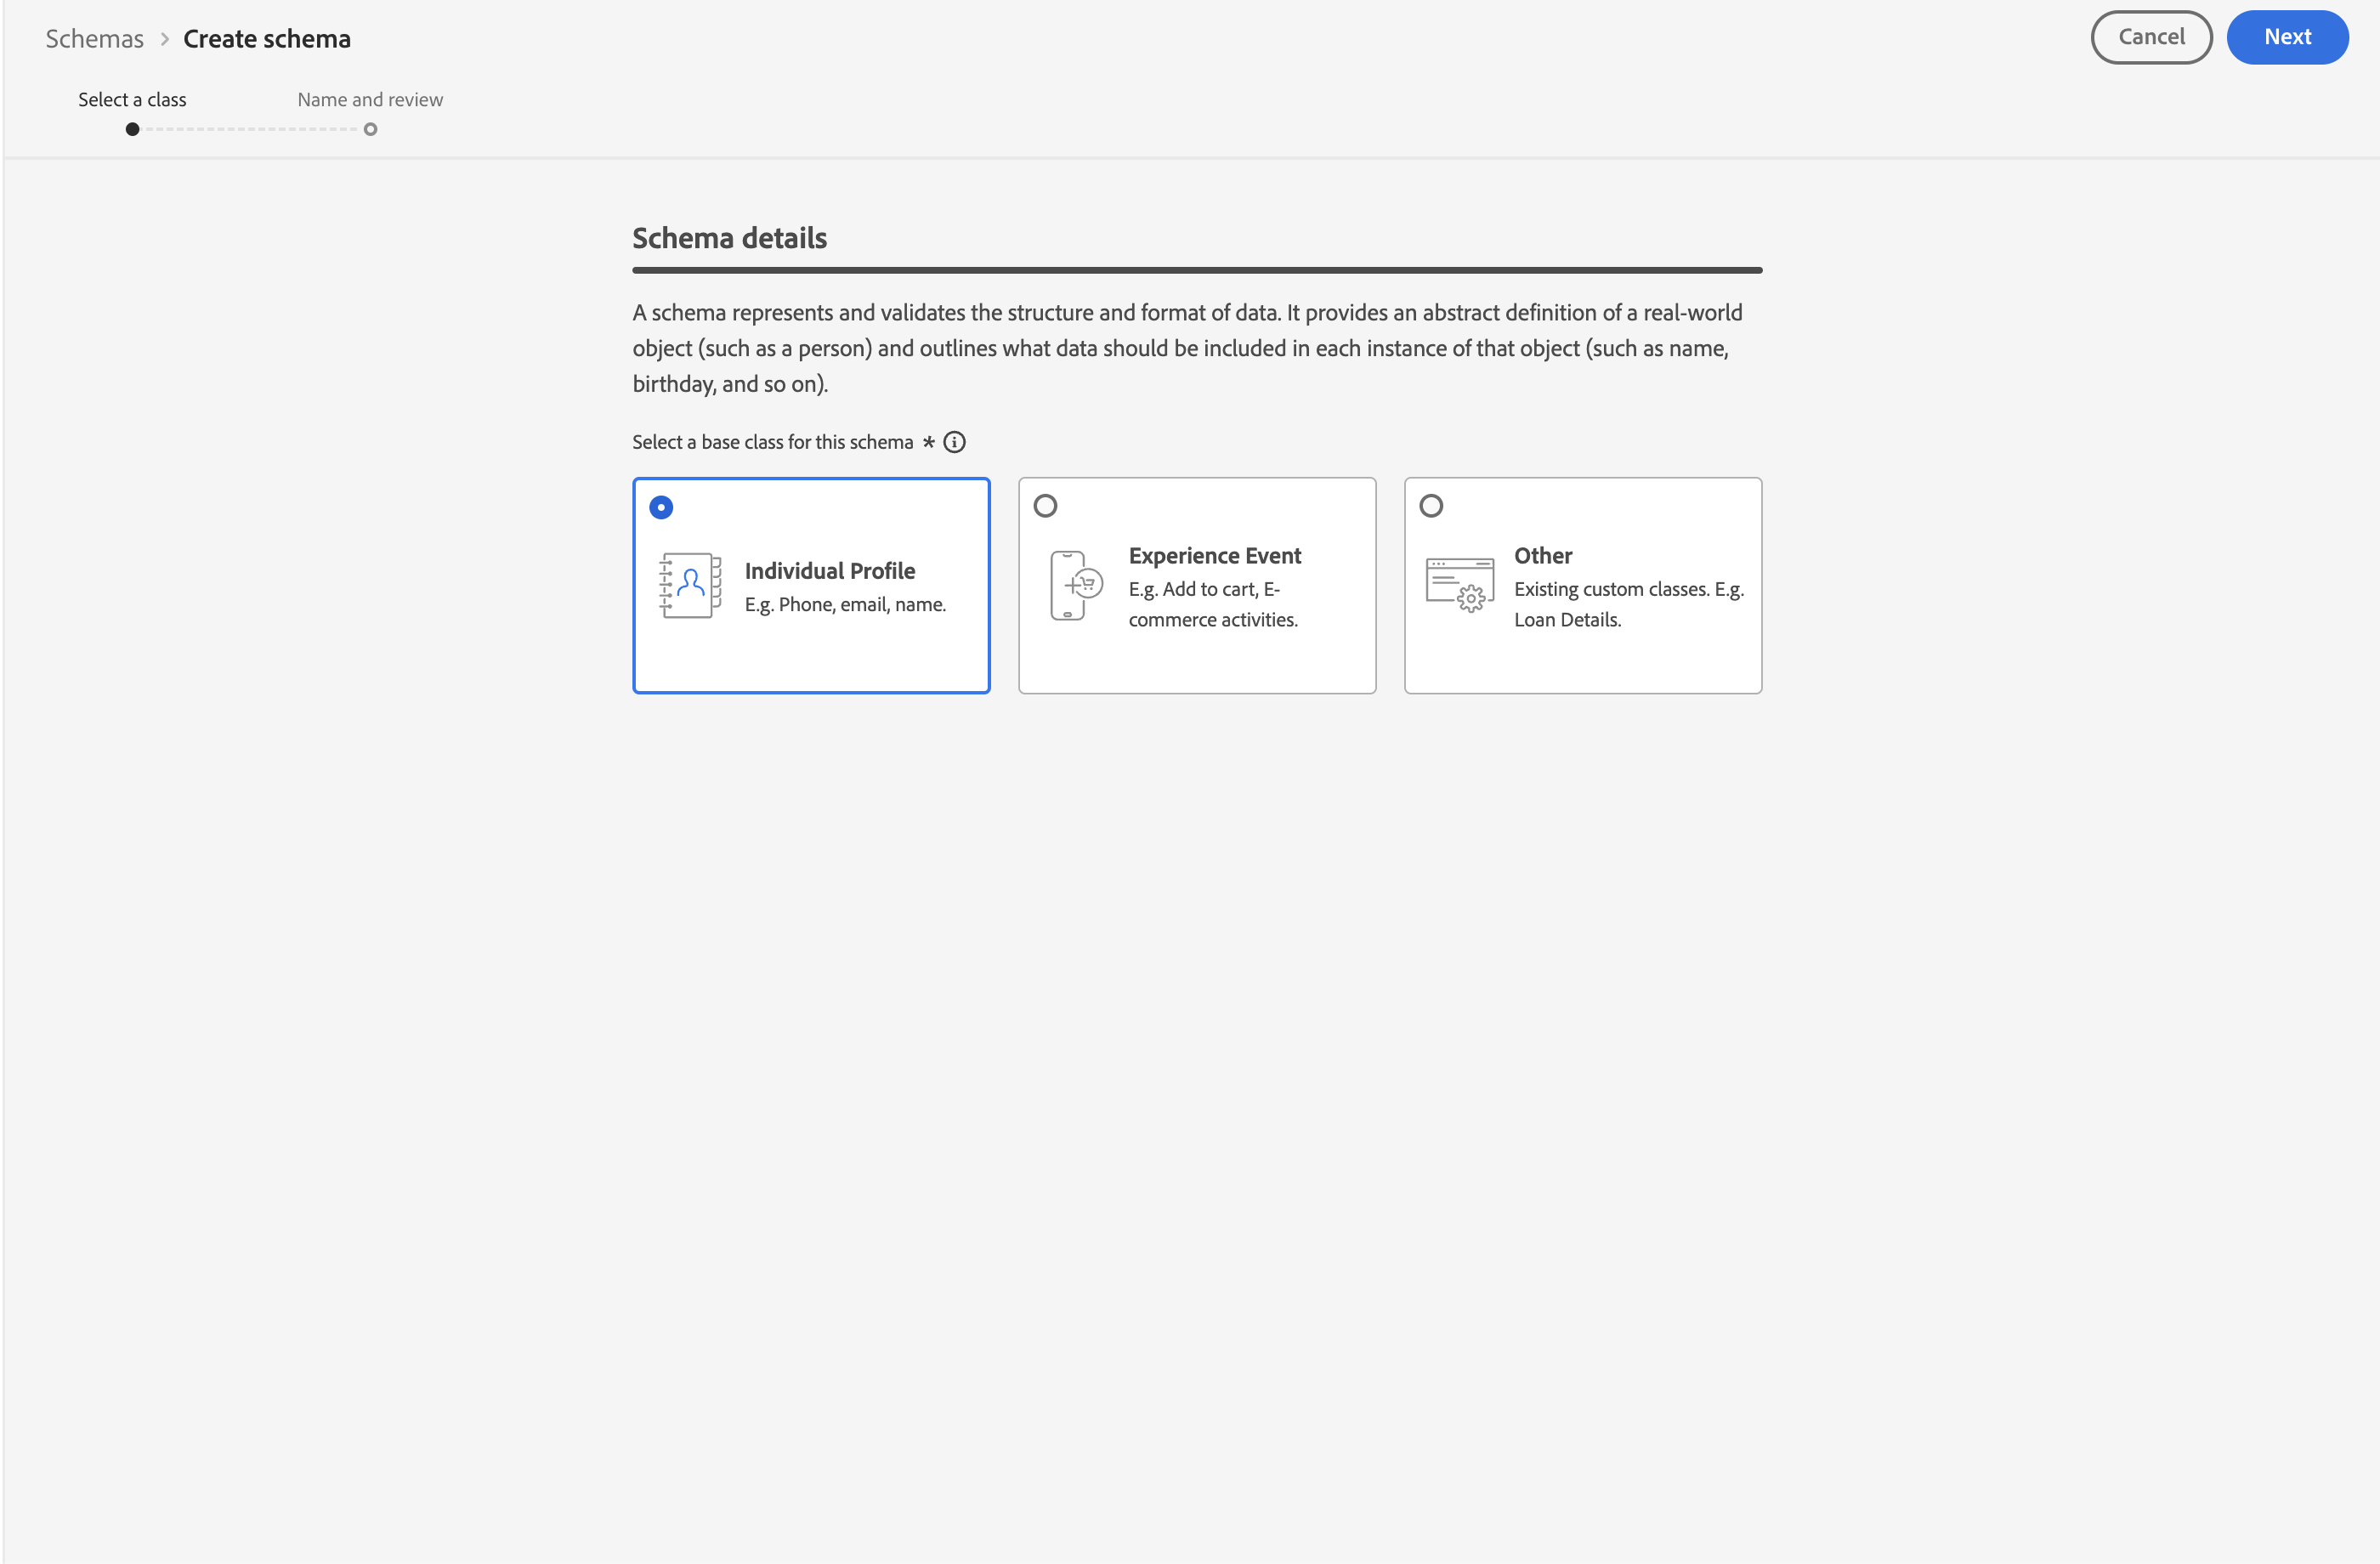 Schemas > Create schema
Cancel
Next
Select a class
Name and review
Schema details
A schema represents and validates the structure and format of data. It provides an abstract definition of a real-world
object (such as a person) and outlines what data should be included in each instance of that object (such as name,
birthday, and so on).
Select a base class for this schema *
Individual Profile
E.g. Phone, email, name.
Experience Event
E.g. Add to cart, E-
commerce activities.
Other
Existing custom classes. E.g.
Loan Details.